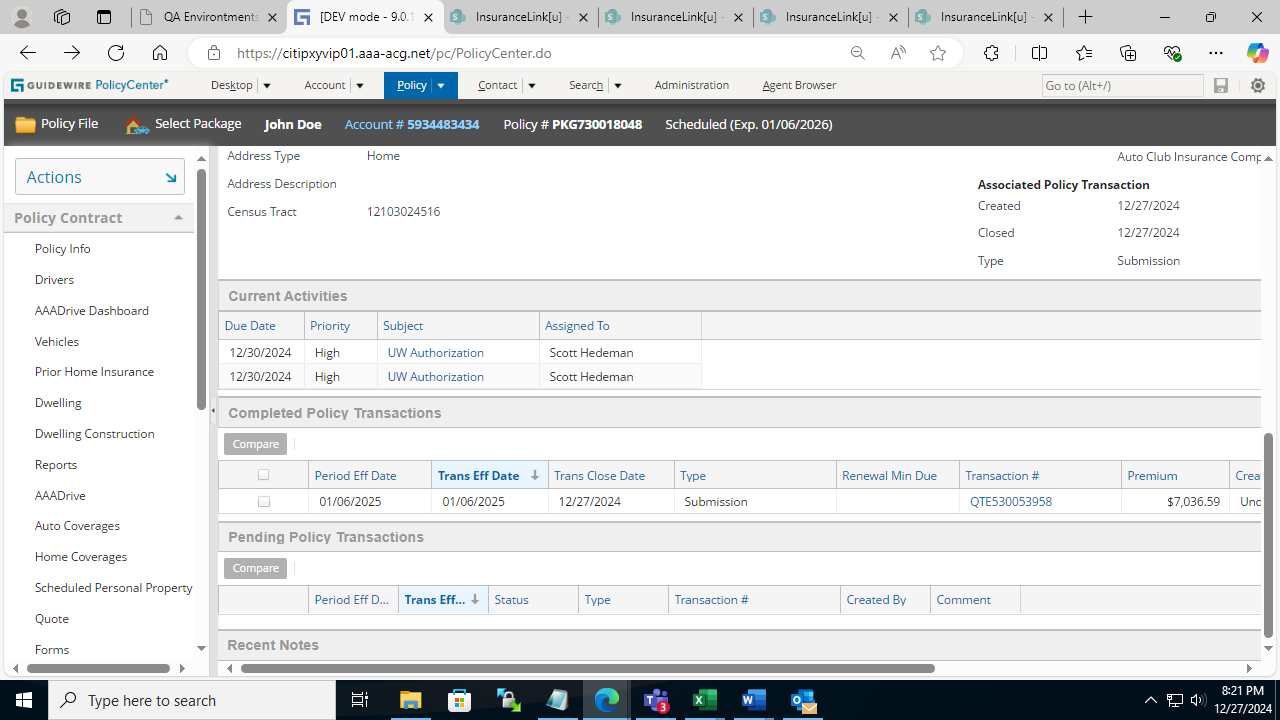 QA Environtments
[DEV mode - 9.0.1
InsuranceLink[u] -
InsuranceLink[u] -
InsuranceLink[u] -
InsuranceLink[u] -
https://citipxyvip01.aaa-acg.net/pc/PolicyCenter.do
GUIDEWIRE PolicyCenter
Desktop
Account
Policy
Contact
Search
Administration
Agent Browser
Go to (Alt+/)
Policy File
Select Package
John Doe
Account # 5934483434
Policy # PKG730018048
Scheduled (Exp. 01/06/2026)
Actions
Policy Contract
Policy Info
Drivers
AAADrive Dashboard
Vehicles
Prior Home Insurance
Dwelling
Dwelling Construction
Reports
AAADrive
Auto Coverages
Home Coverages
Scheduled Personal Property
Quote
Forms
Address Type Home
Address Description
Census Tract 12103024516
Auto Club Insurance Comp
Associated Policy Transaction
Created 12/27/2024
Closed 12/27/2024
Type Submission
Current Activities
Due Date Priority Subject Assigned To
12/30/2024 High UW Authorization Scott Hedeman
12/30/2024 High UW Authorization Scott Hedeman
Completed Policy Transactions
Compare
Period Eff Date Trans Eff Date Trans Close Date Type Renewal Min Due Transaction # Premium Crea
01/06/2025 01/06/2025 12/27/2024 Submission QTE530053958 $7,036.59 Und
Pending Policy Transactions
Compare
Period Eff D... Trans Eff... Status Type Transaction # Created By Comment
Recent Notes
Type here to search
3
8:21 PM
12/27/2024